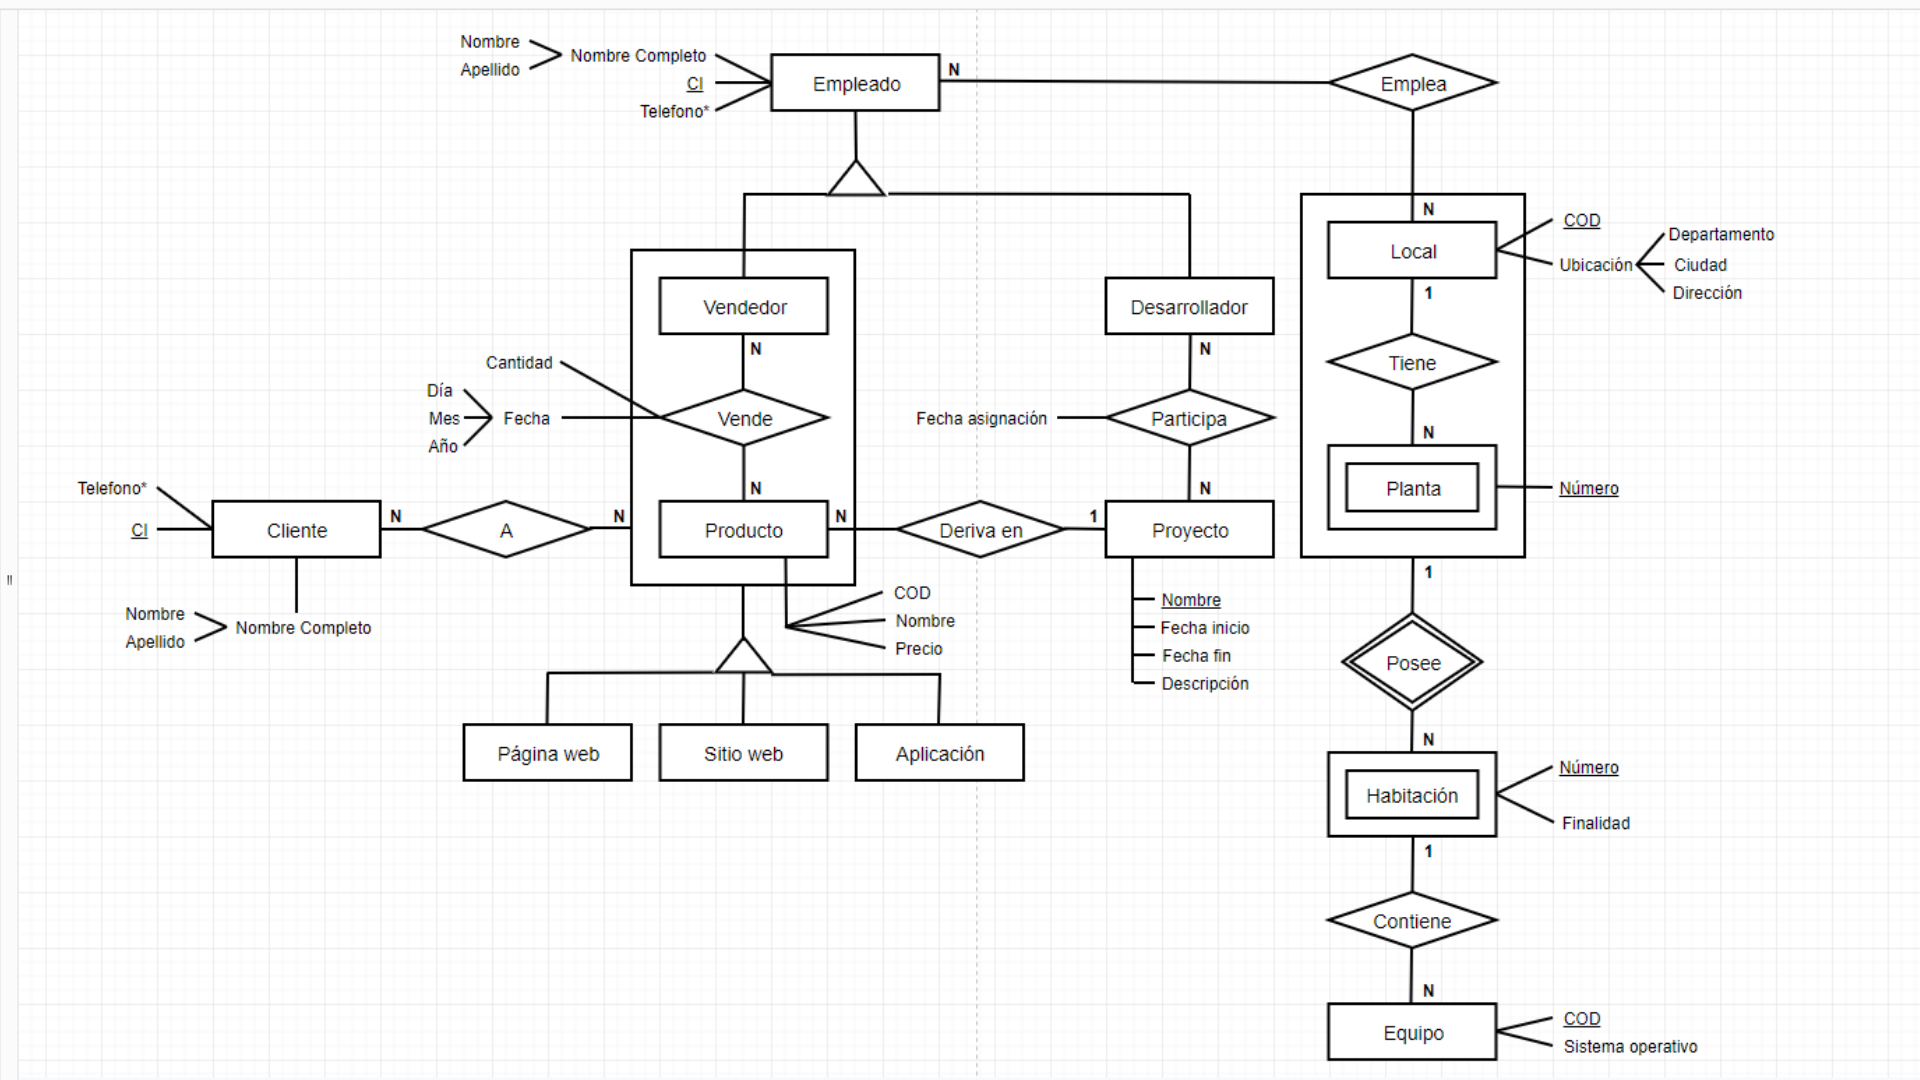 Nombre
Apellido
Nombre Completo
CI
Telefono*
Empleado
N
Emplea
N
Local
COD
Ubicación
Departamento
Ciudad
Dirección
1
Tiene
N
Planta
Número
1
Posee
N
Habitación
Número
Finalidad
1
Contiene
N
Equipo
COD
Sistema operativo
Vendedor
N
Cantidad
Día
Mes
Año
Fecha
Vende
N
Producto
COD
Nombre
Precio
Desarrollador
N
Fecha asignación
Participa
N
Proyecto
Nombre
Fecha inicio
Fecha fin
Descripción
N
Deriva en
1
Telefono*
CI
Cliente
Nombre
Apellido
Nombre Completo
N
A
N
Página web
Sitio web
Aplicación